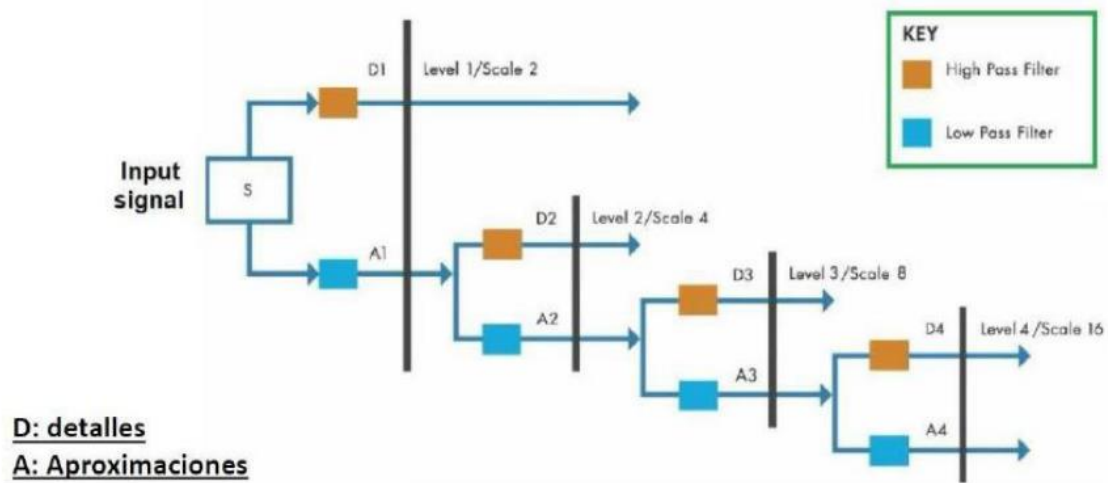 D1
Level 1/Scale 2
KEY
High Pass Filter
Low Pass Filter
Input
signal
S
A1
D2
Level 2/Scale 4
A2
D3
Level 3/Scale 8
A3
D4
Level 4/Scale 16
A4
D: detalles
A: Aproximaciones